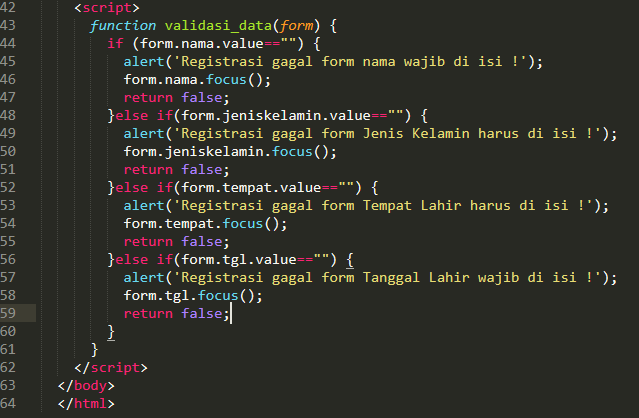 42 <script>
43 function validasi_data(form) {
44 if (form.nama.value=="") {
45 alert('Registrasi gagal form nama wajib di isi !');
46 form.nama.focus();
47 return false;
48 }else if(form.jeniskelamin.value=="") {
49 alert('Registrasi gagal form Jenis Kelamin harus di isi !');
50 form.jeniskelamin.focus();
51 return false;
52 }else if(form.tempat.value=="") {
53 alert('Registrasi gagal form Tempat Lahir harus di isi !');
54 form.tempat.focus();
55 return false;
56 }else if(form.tgl.value=="") {
57 alert('Registrasi gagal form Tanggal Lahir wajib di isi !');
58 form.tgl.focus();
59 return false;
60 }
61 }
62 </script>
63 </body>
64 </html>